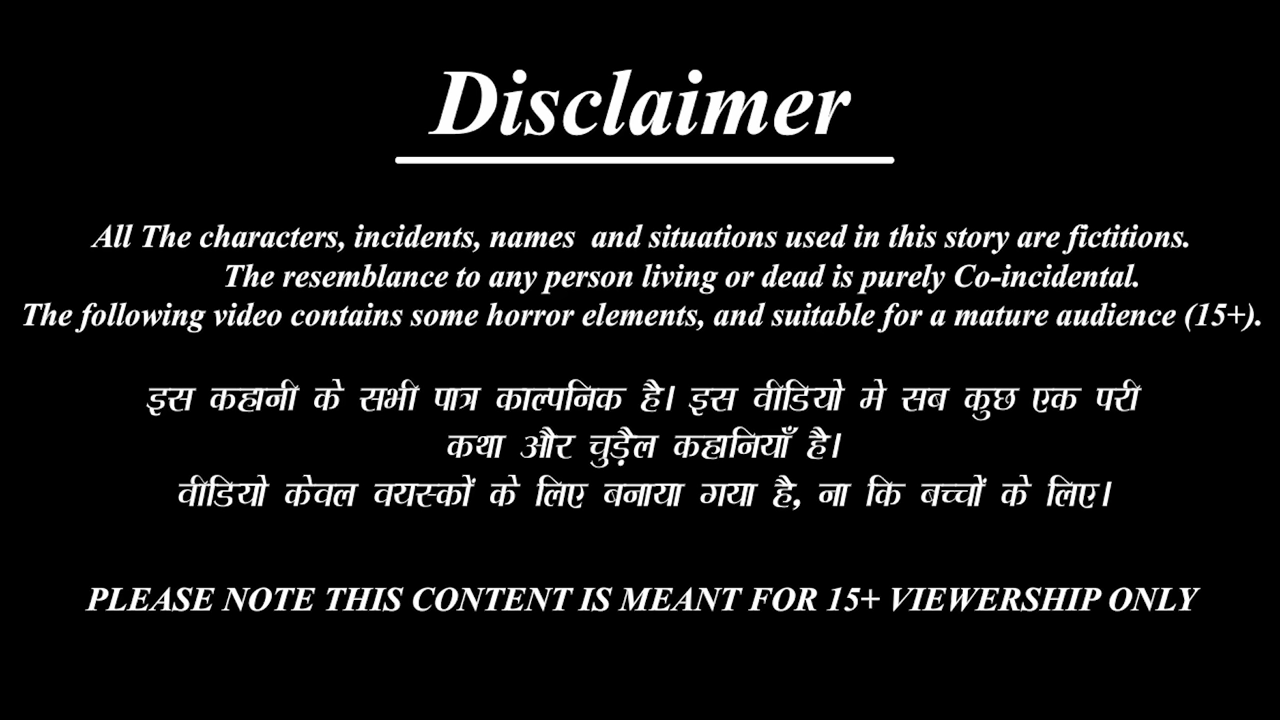 Disclaimer
All The characters, incidents, names and situations used in this story are fictitions.
The resemblance to any person living or dead is purely Co-incidental.
The following video contains some horror elements, and suitable for a mature audience (15+).
इस कहानी के सभी पात्र काल्पनिक है। इस वीडियो मे सब कुछ एक परी
कथा और चुड़ैल कहानियाँ है।
वीडियो केवल वयस्कों के लिए बनाया गया है, ना कि बच्चों के लिए।
PLEASE NOTE THIS CONTENT IS MEANT FOR 15+ VIEWERSHIP ONLY